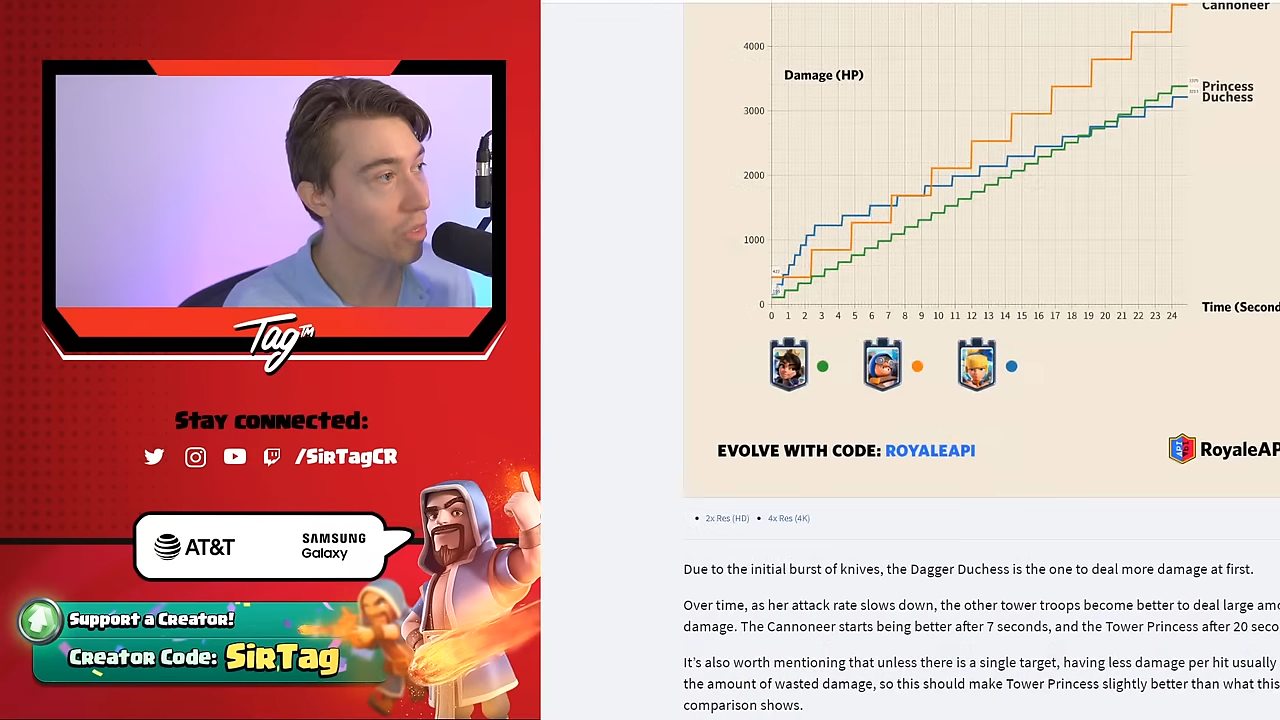 Tag™
Stay connected:
/SirTagCR
AT&T
SAMSUNG
Galaxy
Support a Creator!
Creator Code: SirTag
Cannoneer
4000
Damage (HP)
3000
Princess
Duchess
2000
1000
0
0 1 2 3 4 5 6 7 8 9 10 11 12 13 14 15 16 17 18 19 20 21 22 23 24
Time (Second
EVOLVE WITH CODE: ROYALEAPI
RoyaleAP
• 2x Res (HD) • 4x Res (4K)
Due to the initial burst of knives, the Dagger Duchess is the one to deal more damage at first.
Over time, as her attack rate slows down, the other tower troops become better to deal large amo
damage. The Cannoneer starts being better after 7 seconds, and the Tower Princess after 20 seco
It’s also worth mentioning that unless there is a single target, having less damage per hit usually
the amount of wasted damage, so this should make Tower Princess slightly better than what this
comparison shows.